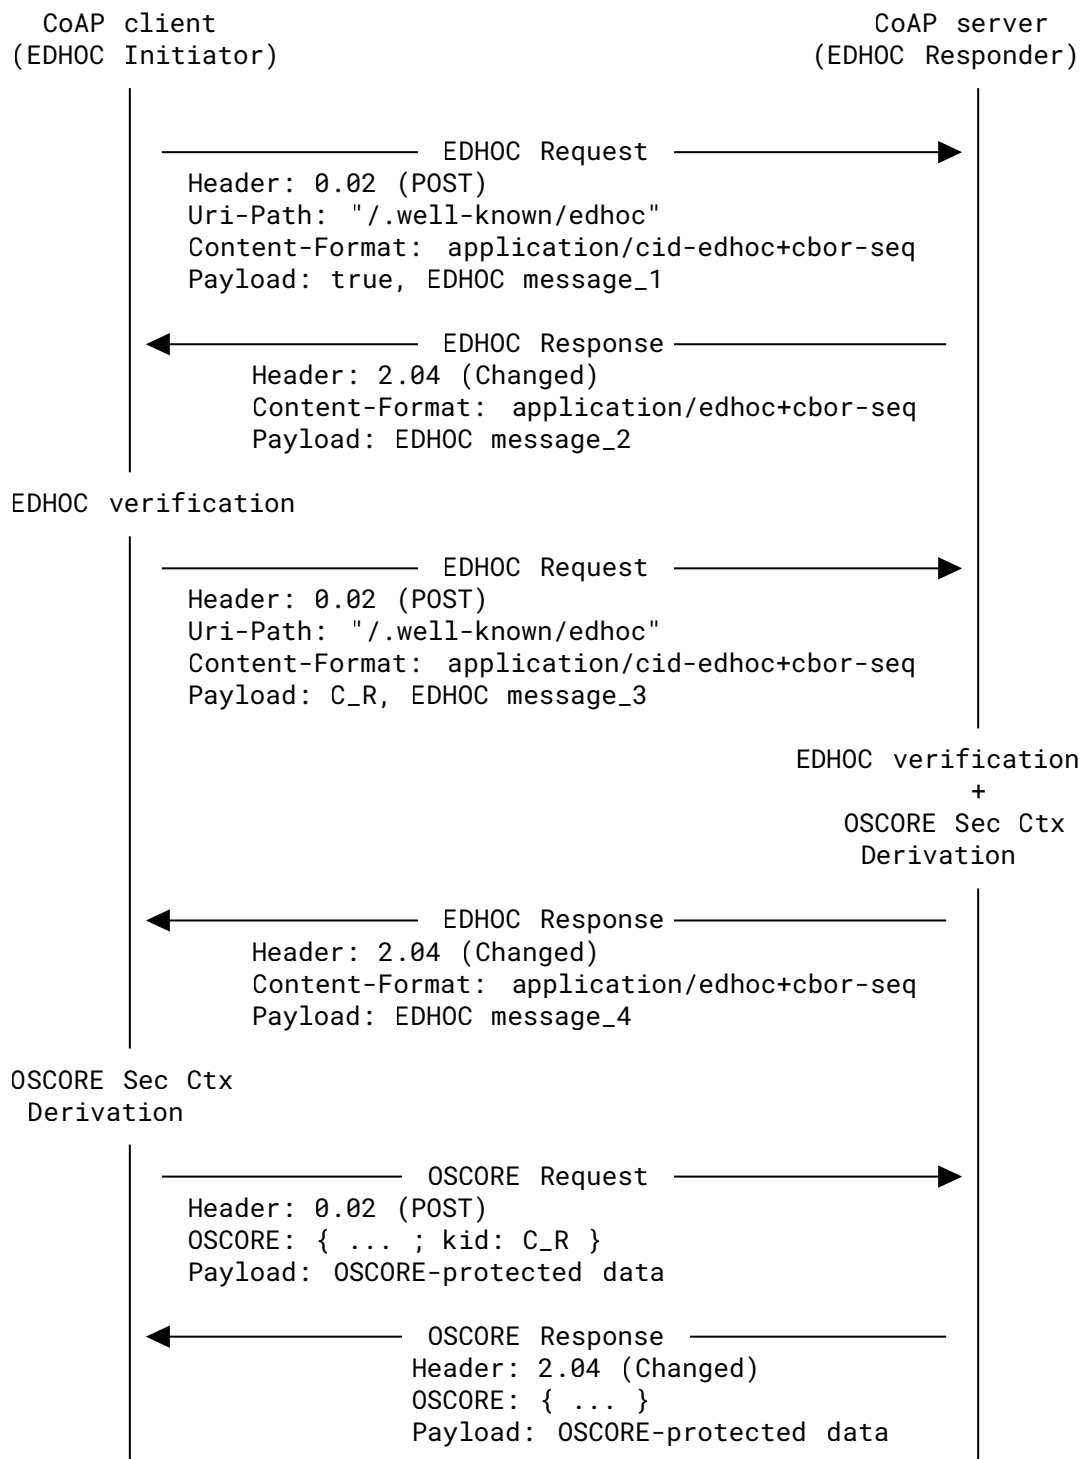 CoAP client CoAP server
(EDHOC Initiator) (EDHOC Responder)
EDHOC Request
Header: 0.02 (POST)
Uri-Path: "/.well-known/edhoc"
Content-Format: application/cid-edhoc+cbor-seq
Payload: true, EDHOC message_1
EDHOC Response
Header: 2.04 (Changed)
Content-Format: application/edhoc+cbor-seq
Payload: EDHOC message_2
EDHOC verification
EDHOC Request
Header: 0.02 (POST)
Uri-Path: "/.well-known/edhoc"
Content-Format: application/cid-edhoc+cbor-seq
Payload: C_R, EDHOC message_3
EDHOC verification
+
OSCORE Sec Ctx
Derivation
EDHOC Response
Header: 2.04 (Changed)
Content-Format: application/edhoc+cbor-seq
Payload: EDHOC message_4
OSCORE Sec Ctx
Derivation
OSCORE Request
Header: 0.02 (POST)
OSCORE: { ... ; kid: C_R }
Payload: OSCORE-protected data
OSCORE Response
Header: 2.04 (Changed)
OSCORE: { ... }
Payload: OSCORE-protected data